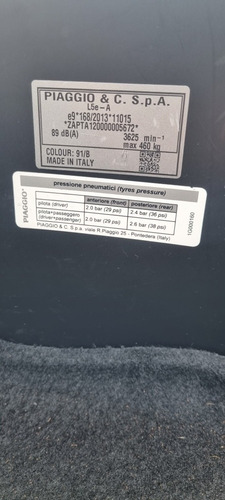 PIAGGIO & C. S.p.A.
L5e - A
e9*168/2013*11015
*ZAPTA120000005672*
89 dB(A) 3625 min⁻¹
max 460 kg
COLOUR: 91/B
MADE IN ITALY
PIAGGIO
pressione pneumatici (tyres pressure)
anteriore (front) posteriore (rear)
pilota (driver) 2.0 bar (29 psi) 2.4 bar (36 psi)
pilota+passeggero (driver+passenger) 2.0 bar (29 psi) 2.6 bar (38 psi)
PIAGGIO & C. S.p.a. viale R.Piaggio 25 - Pontedera (Italy)
1G000160